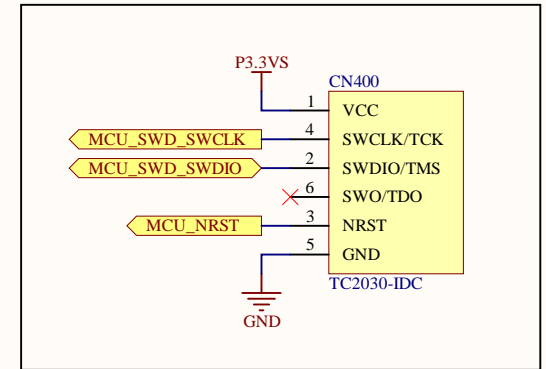 P3.3VS
CN400
1 VCC
MCU_SWD_SWCLK 4 SWCLK/TCK
MCU_SWD_SWDIO 2 SWDIO/TMS
6 SWO/TDO
MCU_NRST 3 NRST
5 GND
TC2030-IDC
GND